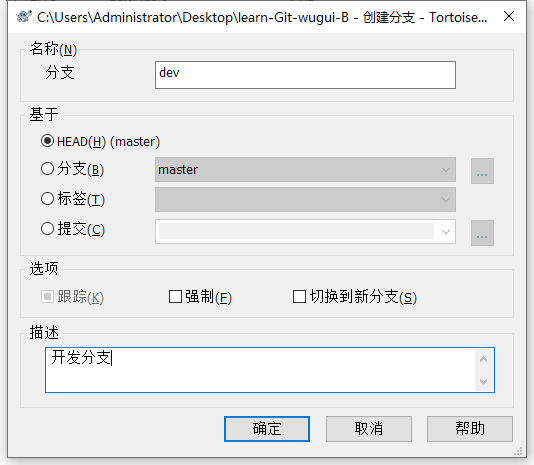 C:\Users\Administrator\Desktop\learn-Git-wugui-B - 创建分支 - Tortoise...
名称(N)
分支 dev
基于
HEAD(H) (master)
分支(B) master ...
标签(T)
提交(C) ...
选项
跟踪(K) 强制(F) 切换到新分支(S)
描述
开发分支
确定 取消 帮助